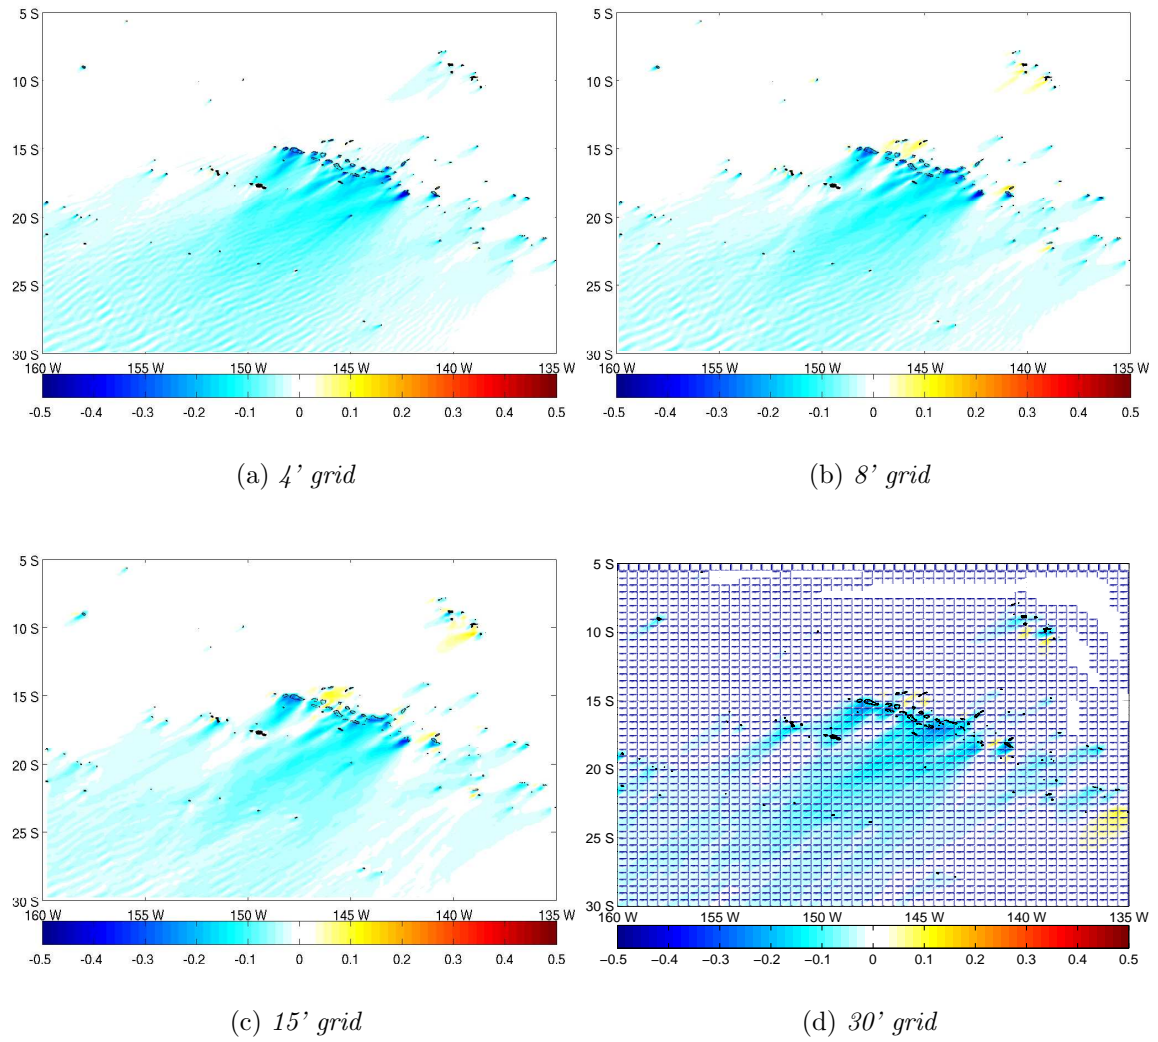 5 S
10 S
15 S
20 S
25 S
30 S
160 W 155 W 150 W 145 W 140 W 135 W
-0.5 -0.4 -0.3 -0.2 -0.1 0 0.1 0.2 0.3 0.4 0.5
(a) 4’ grid
5 S
10 S
15 S
20 S
25 S
30 S
160 W 155 W 150 W 145 W 140 W 135 W
-0.5 -0.4 -0.3 -0.2 -0.1 0 0.1 0.2 0.3 0.4 0.5
(b) 8’ grid
5 S
10 S
15 S
20 S
25 S
30 S
160 W 155 W 150 W 145 W 140 W 135 W
-0.5 -0.4 -0.3 -0.2 -0.1 0 0.1 0.2 0.3 0.4 0.5
(c) 15’ grid
5 S
10 S
15 S
20 S
25 S
30 S
160 W 155 W 150 W 145 W 140 W 135 W
−0.5 −0.4 −0.3 −0.2 −0.1 0 0.1 0.2 0.3 0.4 0.5
(d) 30’ grid